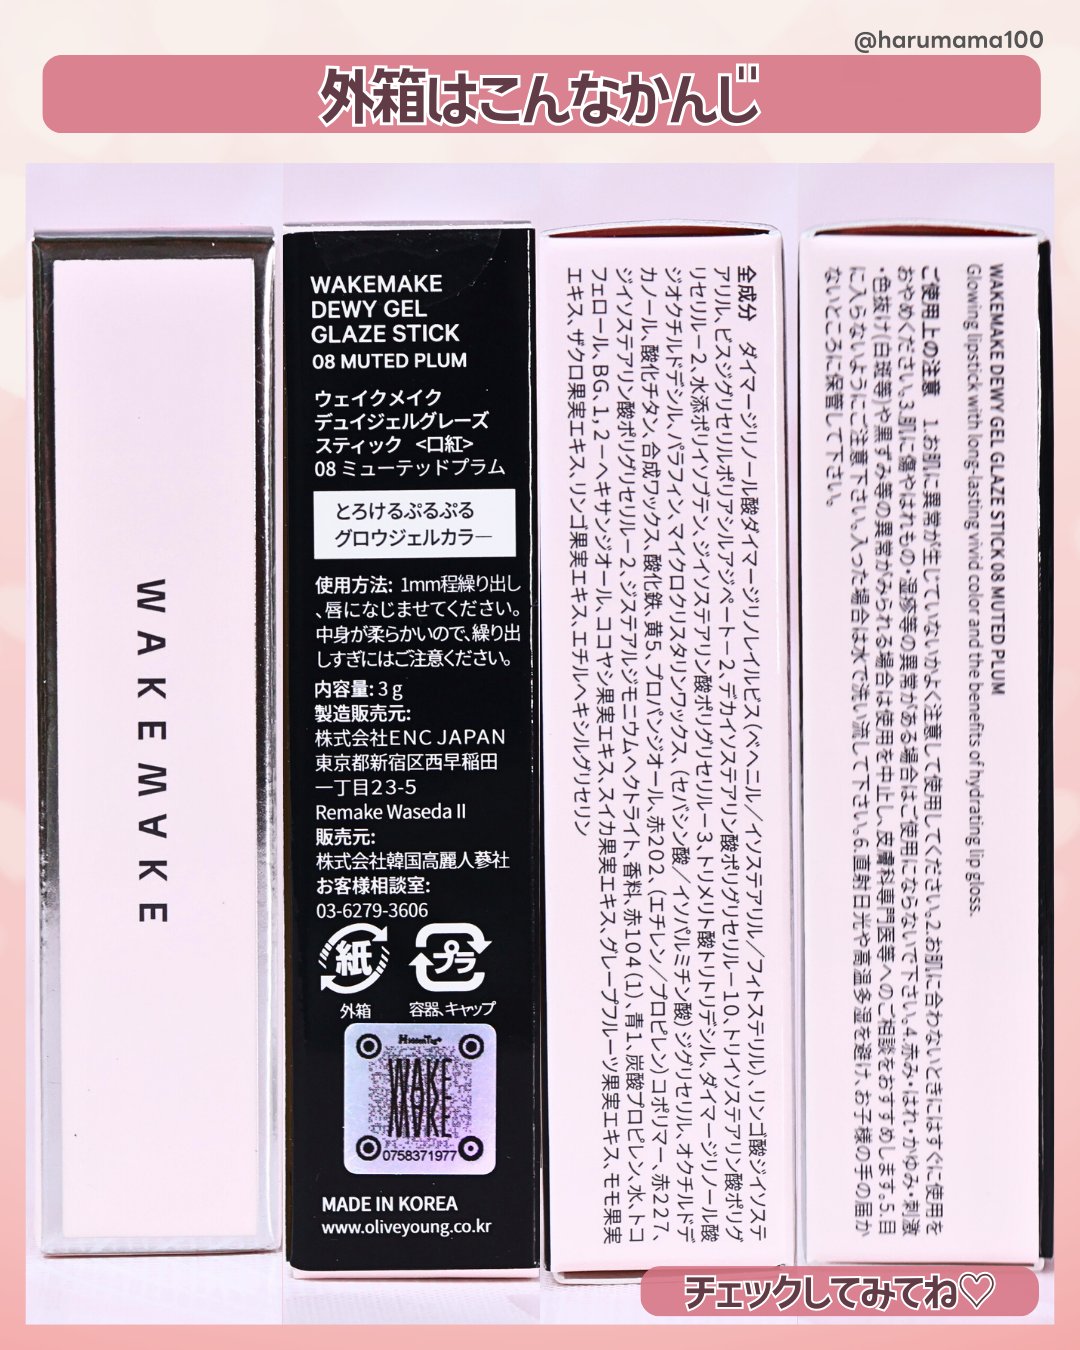 @harumama100
外箱はこんなかんじ
WAKEMAKE
WAKEMAKE
DEWY GEL
GLAZE STICK
08 MUTED PLUM
ウェイクメイク
デュイジェルグレーズ
スティック <口紅>
08 ミューテッドプラム
とろけるぷるぷる
グロウジェルカラー
使用方法: 1mm程繰り出し
、唇になじませてください。
中身が柔らかいので、繰り出
しすぎにはご注意ください。
内容量: 3g
製造販売元:
株式会社ENC JAPAN
東京都新宿区西早稲田
一丁目23-5
Remake Waseda II
販売元:
株式会社韓国高麗人蔘社
お客様相談室:
03-6279-3606
紙
プラ
外箱
容器、キャップ
HiddenTag
WAKE
MAKE
0758371977
MADE IN KOREA
www.oliveyoung.co.kr
全成分 ダイマージリノール酸ダイマージリノレイルビス(ベヘニル/イソステアリル/フィトステリル)、リンゴ酸ジイソステ
アリル、ビスジグリセリルポリアシルアジペート-2、デカイソステアリン酸ポリグリセリル-10、トリイソステアリン酸ポリグ
リセリル-2、水添ポリイソブテン、ジイソステアリン酸ポリグリセリル-3、トリメリト酸トリトリデシル、ダイマージリノール酸
ジオクチルドデシル、パラフィン、マイクロクリスタリンワックス、(セバシン酸/イソパルミチン酸)ジグリセリル、オクチルドデ
カノール、酸化チタン、合成ワックス、酸化鉄、黄5、プロパンジオール、赤202、(エチレン/プロピレン)コポリマー、赤227、
ジイソステアリン酸ポリグリセリル-2、ジステアルジモニウムヘクトライト、香料、赤104(1)、青1、炭酸プロピレン、水、トコ
フェロール、BG、1,2-ヘキサンジオール、ココヤシ果実エキス、スイカ果実エキス、グレープフルーツ果実エキス、モモ果実
エキス、ザクロ果実エキス、リンゴ果実エキス、エチルヘキシルグリセリン
WAKEMAKE DEWY GEL GLAZE STICK 08 MUTED PLUM
Glowing lipstick with long-lasting vivid color and the benefits of hydrating lip gloss.
ご使用上の注意 1.お肌に異常が生じていないかよく注意して使用してください。2.お肌に合わないときにはすぐに使用を
おやめください。3.肌に傷やはれもの・湿疹等の異常がある場合はご使用にならないで下さい。4.赤み・はれ・かゆみ・刺激
・色抜け(白斑等)や黒ずみ等の異常がみられる場合は使用を中止し、皮膚科専門医等へのご相談をおすすめします。5.目
に入らないようにご注意下さい。入った場合は水で洗い流して下さい。6.直射日光や高温多湿を避け、お子様の手の届か
ないところに保管して下さい。
チェックしてみてね♡